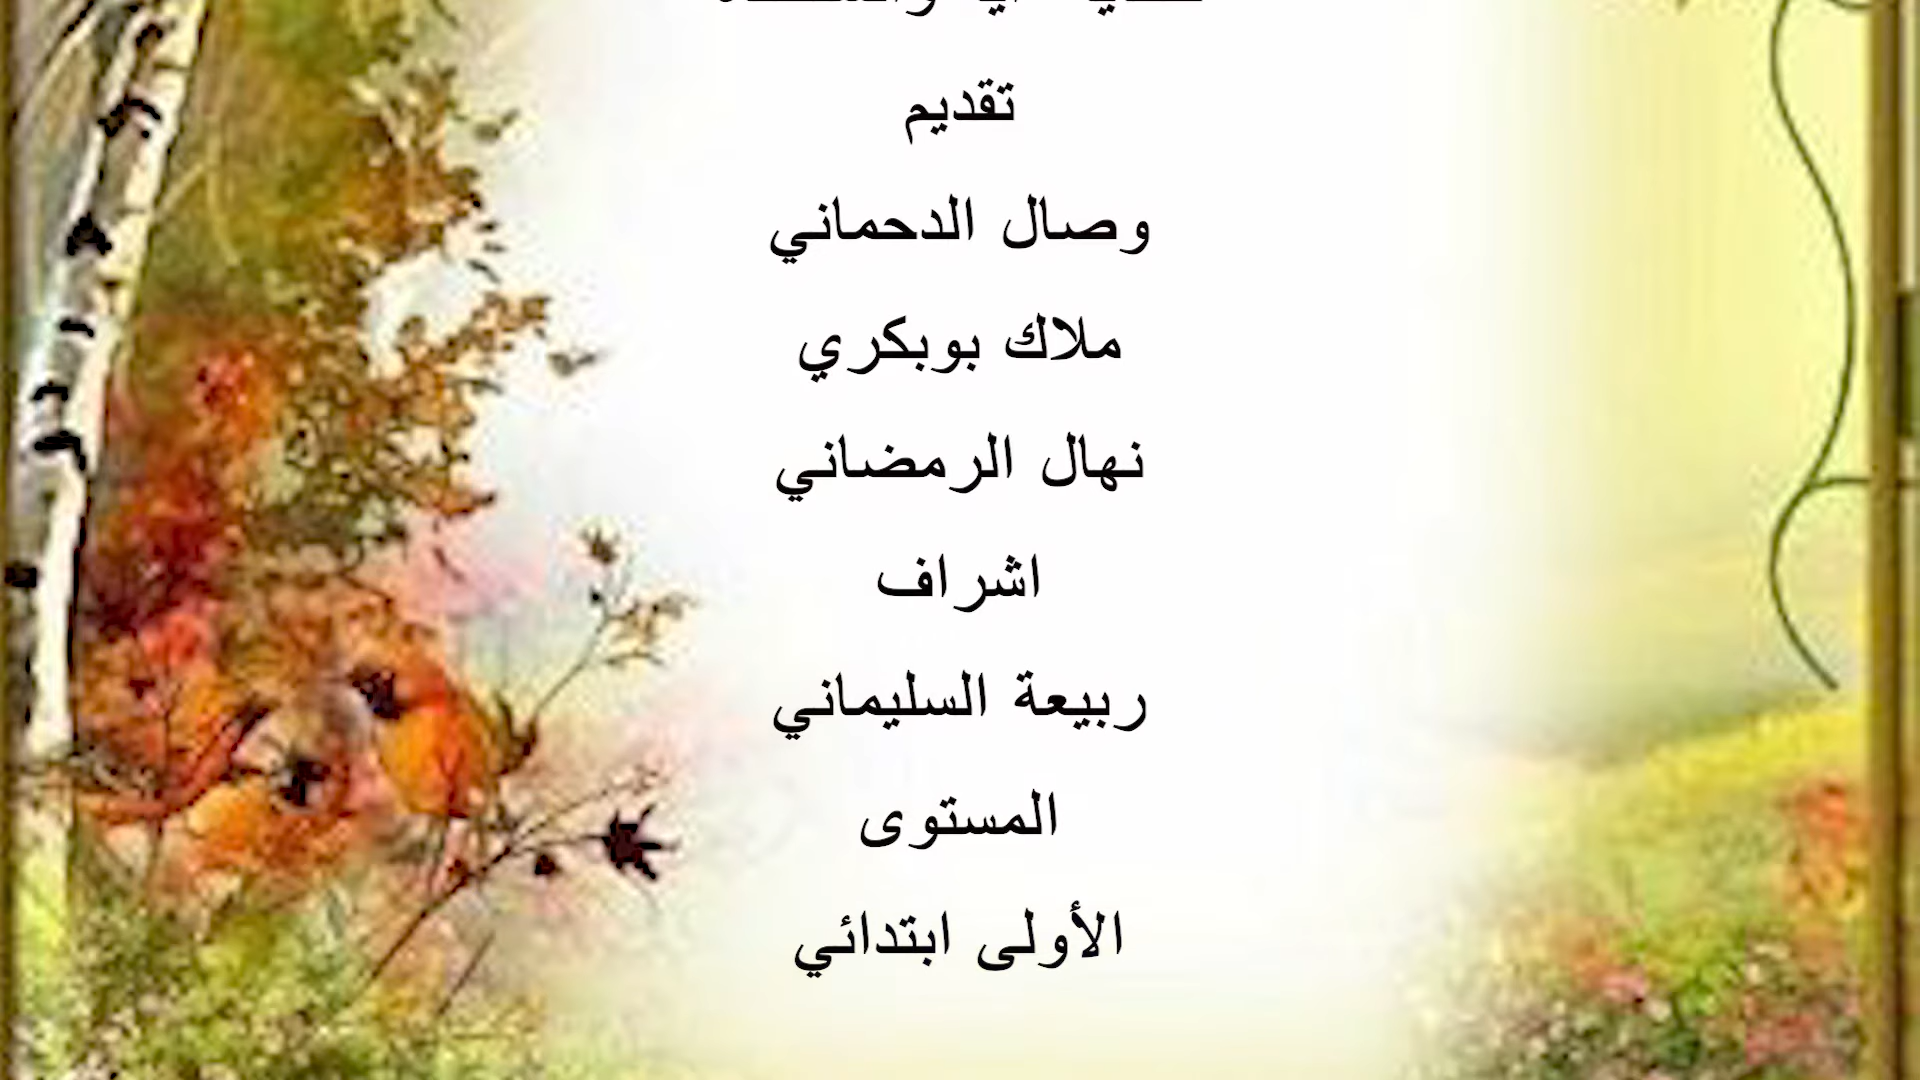 تقديم
وصال الدحماني
ملاك بوبكري
نهال الرمضاني
اشراف
ربيعة السليماني
المستوى
الأولى ابتدائي